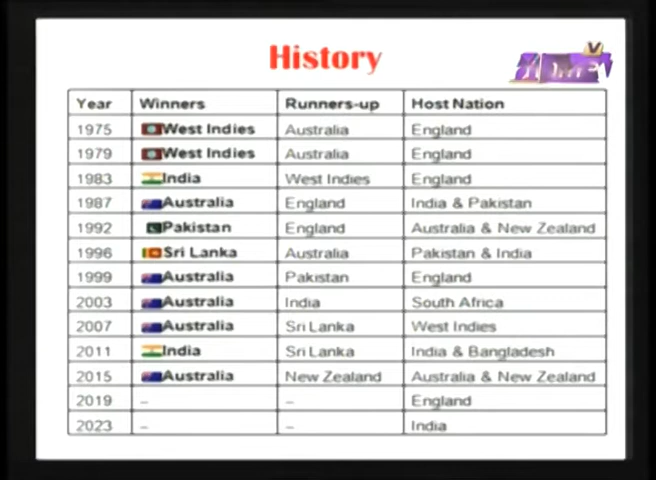 History
Year Winners Runners-up Host Nation
1975 West Indies Australia England
1979 West Indies Australia England
1983 India West Indies England
1987 Australia England India & Pakistan
1992 Pakistan England Australia & New Zealand
1996 Sri Lanka Australia Pakistan & India
1999 Australia Pakistan England
2003 Australia India South Africa
2007 Australia Sri Lanka West Indies
2011 India Sri Lanka India & Bangladesh
2015 Australia New Zealand Australia & New Zealand
2019 – – England
2023 – – India